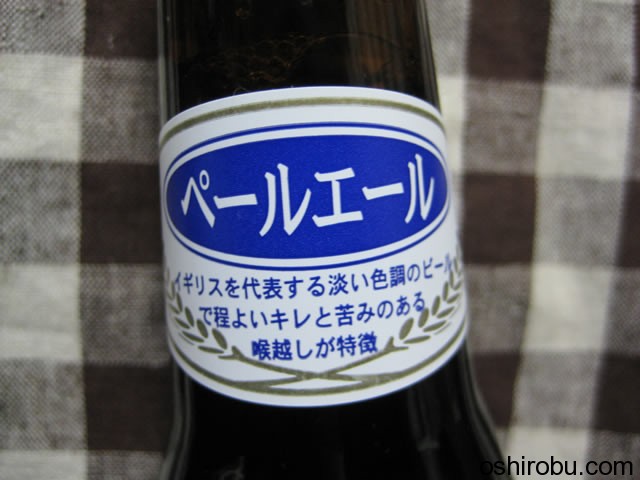 ペールエール
イギリスを代表する淡い色調のビール
で程よいキレと苦みのある
喉越しが特徴
oshirobu.com